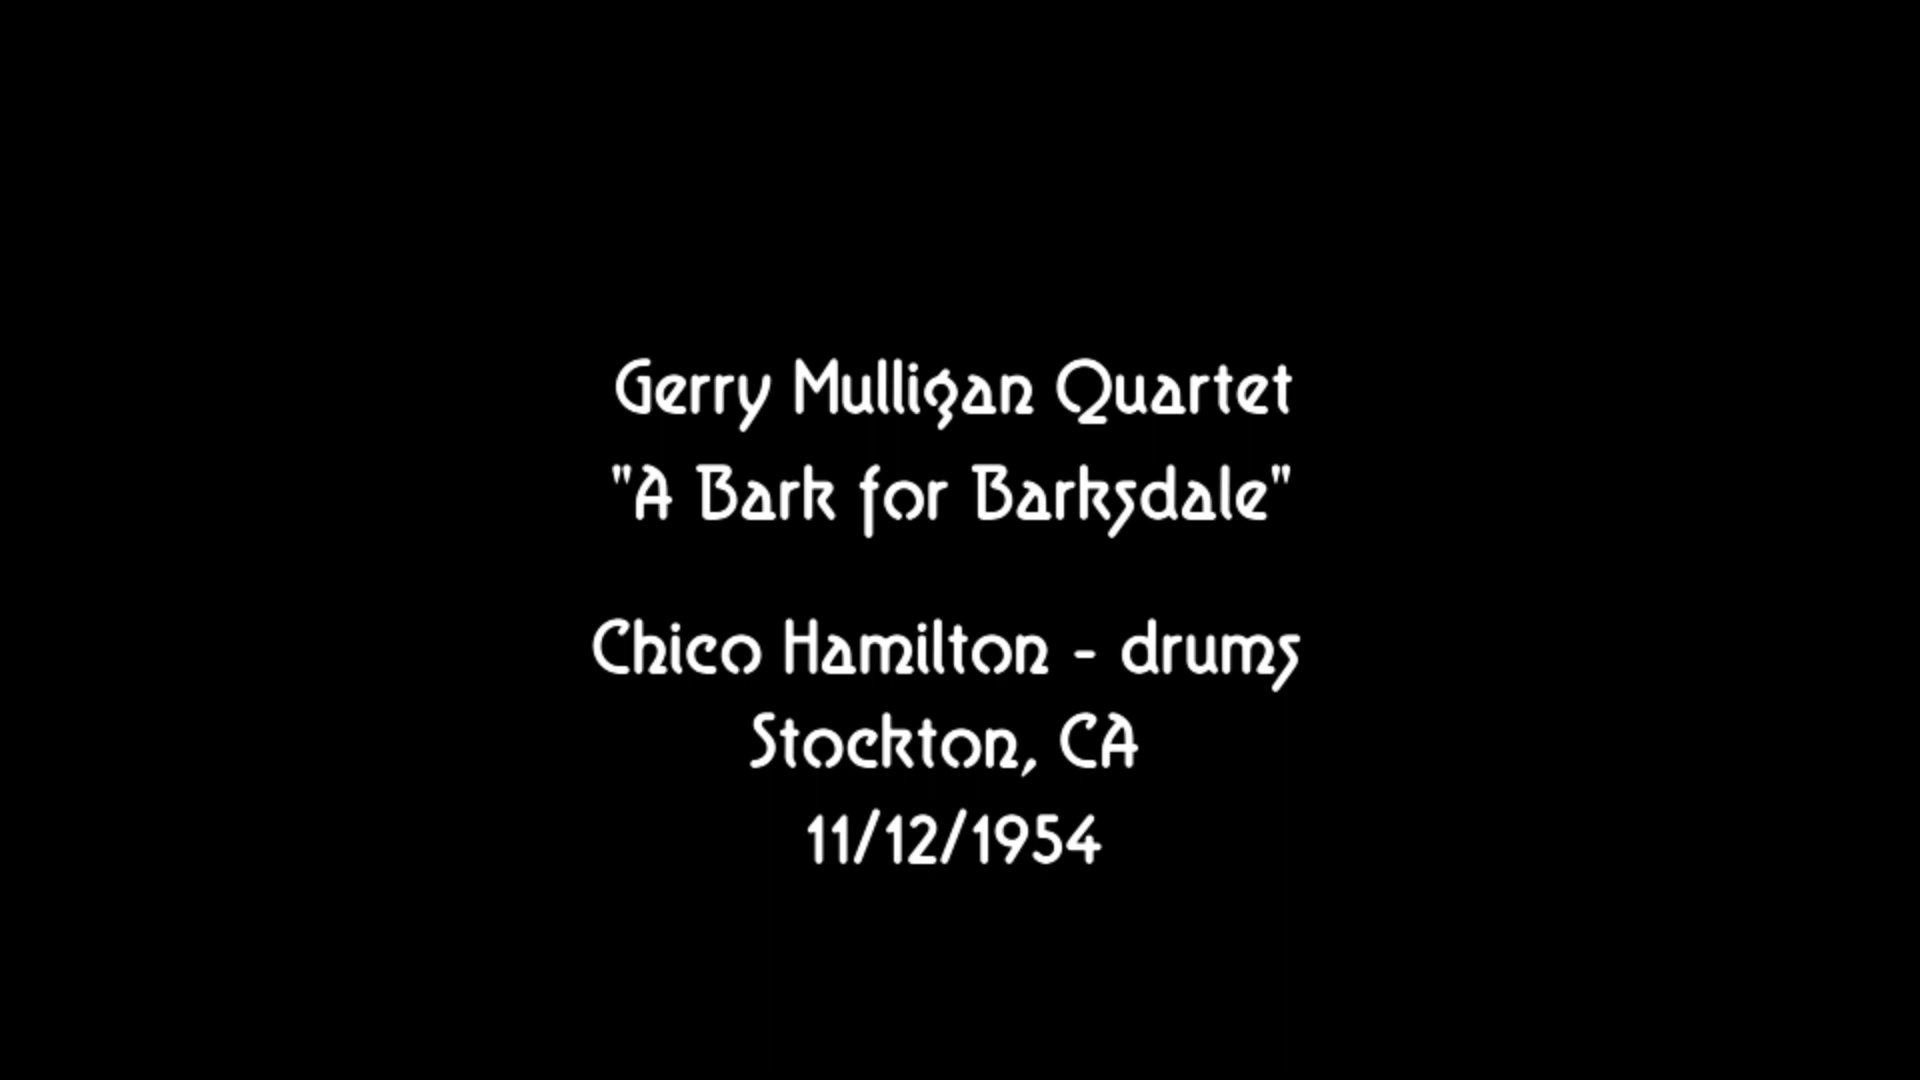 Gerry Mulligan Quartet
"A Bark for Barksdale"
Chico Hamilton - drums
Stockton, CA
11/12/1954